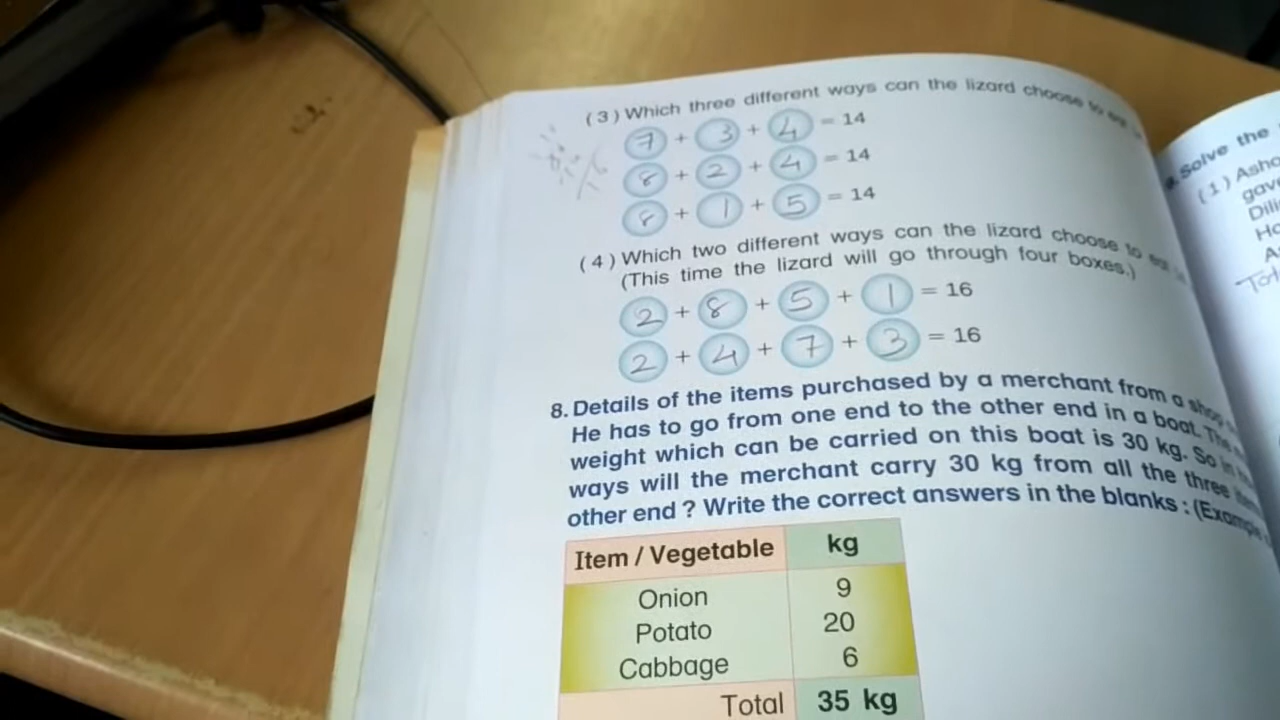 (3) Which three different ways can the lizard choose to
7 + 3 + 4 = 14
8 + 2 + 4 = 14
8 + 1 + 5 = 14
(4) Which two different ways can the lizard choose to
(This time the lizard will go through four boxes.)
2 + 8 + 5 + 1 = 16
2 + 4 + 7 + 3 = 16
8. Details of the items purchased by a merchant from a
He has to go from one end to the other end in a boat.
weight which can be carried on this boat is 30 kg. So in
ways will the merchant carry 30 kg from all the three
other end ? Write the correct answers in the blanks : (Example
Item / Vegetable kg
Onion 9
Potato 20
Cabbage 6
Total 35 kg
Solve the
(1)
gave